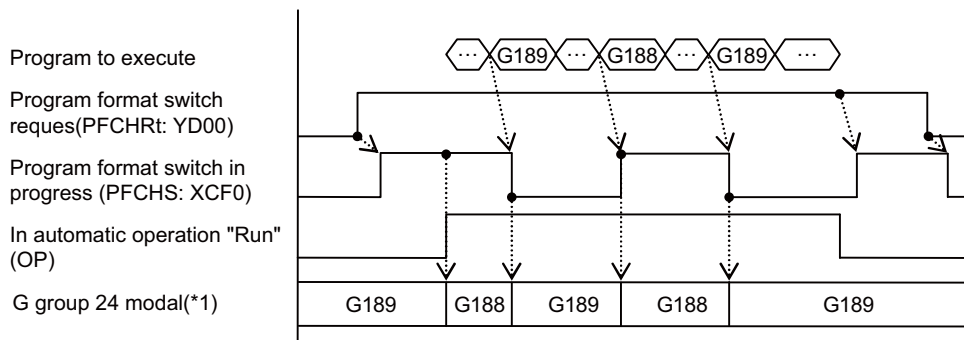 Program to execute
··· G189 ··· G188 ··· G189 ···
Program format switch
reques(PFCHRt: YD00)
Program format switch in
progress (PFCHS: XCF0)
In automatic operation "Run"
(OP)
G group 24 modal(*1)
G189 G188 G189 G188 G189